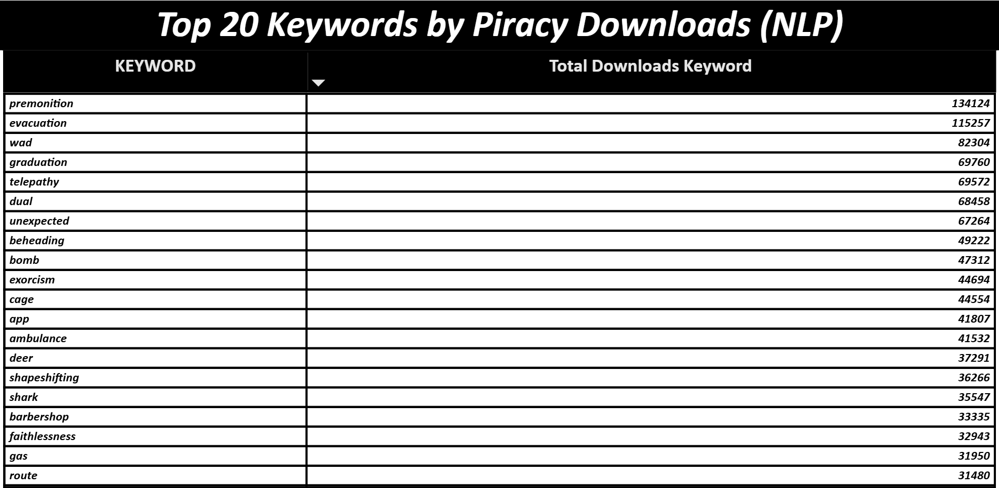 Top 20 Keywords by Piracy Downloads (NLP)
KEYWORD Total Downloads Keyword
premonition 134124
evacuation 115257
wad 82304
graduation 69760
telepathy 69572
dual 68458
unexpected 67264
beheading 49222
bomb 47312
exorcism 44694
cage 44554
app 41807
ambulance 41532
deer 37291
shapeshifting 36266
shark 35547
barbershop 33335
faithlessness 32943
gas 31950
route 31480